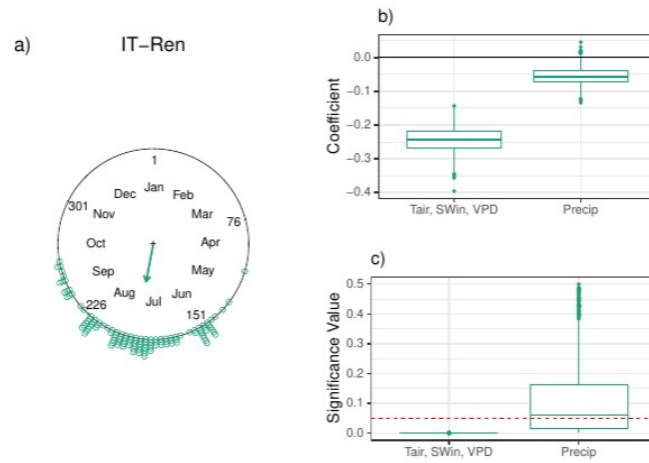 a)
IT−Ren
1
Jan
Feb
Mar
76
Apr
May
Jun
151
Jul
Aug
226
Sep
Oct
Nov
301
Dec
b)
Coefficient
0.0
−0.1
−0.2
−0.3
−0.4
Tair, SWin, VPD
Precip
c)
Significance Value
0.5
0.4
0.3
0.2
0.1
0.0
Tair, SWin, VPD
Precip